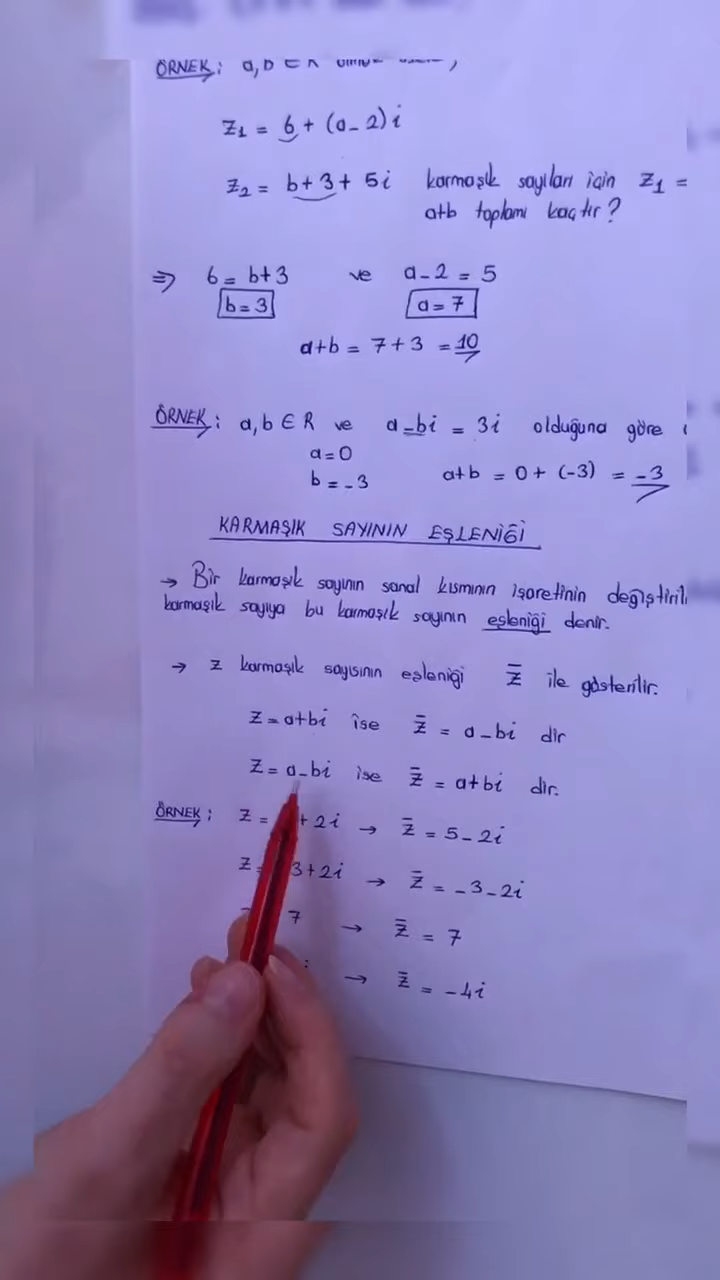 ÖRNEK: a,b ∈ R
z₁ = 6 + (a-2)i
z₂ = b+3 + 5i karmaşık sayıları için z₁ =
a+b toplamı kaçtır?
⇒ 6 = b+3 ve a-2 = 5
b=3 a=7
a+b = 7+3 = 10
ÖRNEK: a,b ∈ R ve a-bi = 3i olduğuna göre
a=0
b=-3 a+b = 0 + (-3) = -3
KARMAŞIK SAYININ EŞLENİĞİ
→ Bir karmaşık sayının sanal kısmının işaretinin değiştiril
karmaşık sayıya bu karmaşık sayının eşleniği denir.
→ z karmaşık sayısının eşleniği z̄ ile gösterilir.
z=a+bi ise z̄ = a-bi dir
z=a-bi ise z̄ = a+bi dir.
ÖRNEK: z = +2i → z̄ = 5-2i
z 3+2i → z̄ = -3-2i
7 → z̄ = 7
→ z̄ = -4i